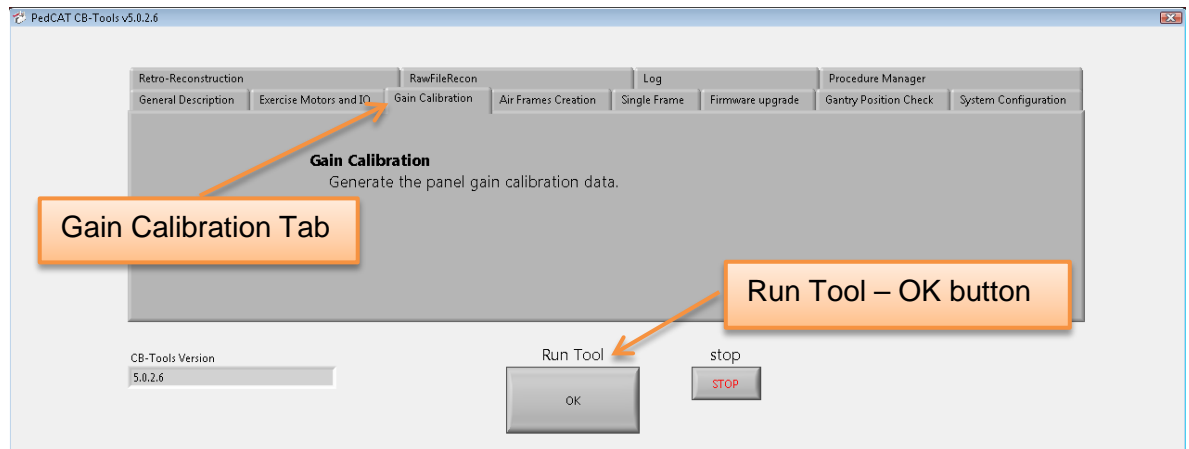 PedCAT CB-Tools v5.0.2.6
Retro-Reconstruction RawFileRecon Log Procedure Manager
General Description Exercise Motors and IO Gain Calibration Air Frames Creation Single Frame Firmware upgrade Gantry Position Check System Configuration
Gain Calibration
Generate the panel gain calibration data.
Gain Calibration Tab
Run Tool – OK button
CB-Tools Version
5.0.2.6
Run Tool
OK
stop
STOP